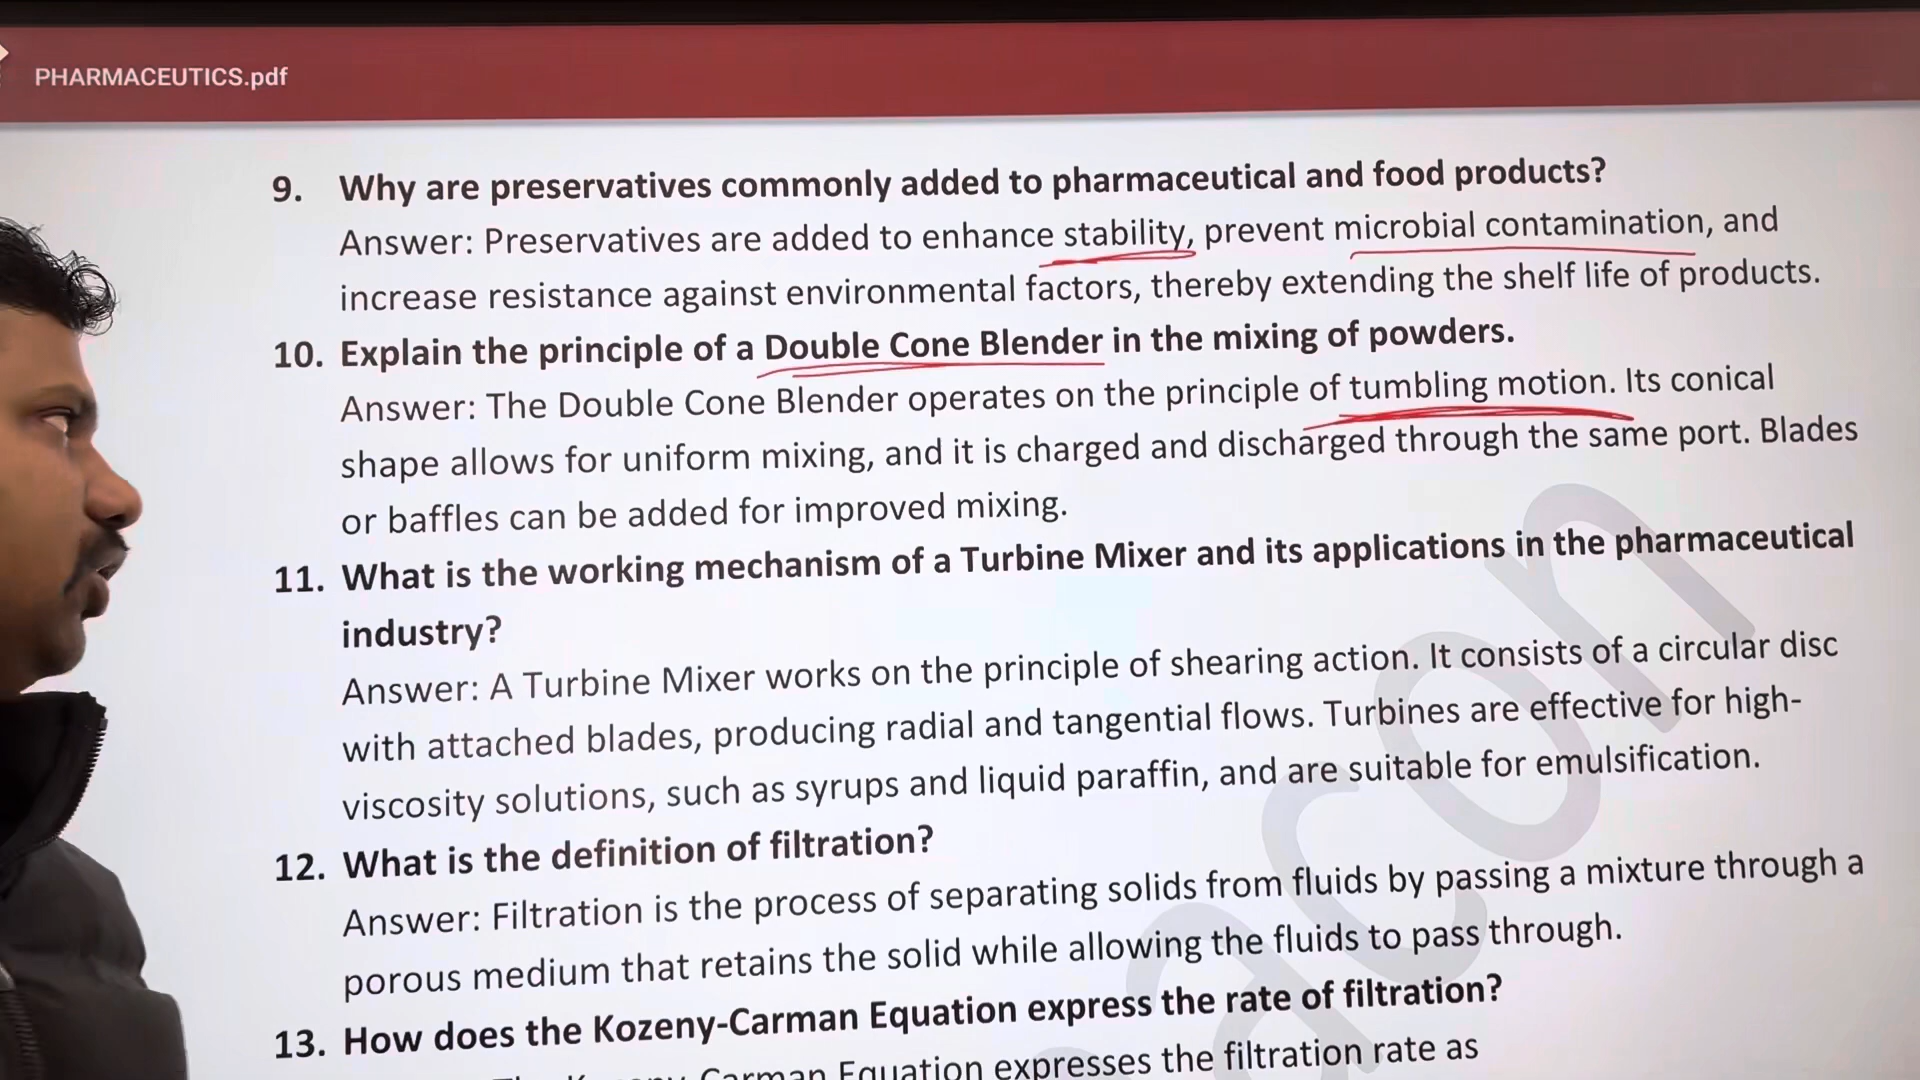 PHARMACEUTICS.pdf
9. Why are preservatives commonly added to pharmaceutical and food products?
Answer: Preservatives are added to enhance stability, prevent microbial contamination, and
increase resistance against environmental factors, thereby extending the shelf life of products.
10. Explain the principle of a Double Cone Blender in the mixing of powders.
Answer: The Double Cone Blender operates on the principle of tumbling motion. Its conical
shape allows for uniform mixing, and it is charged and discharged through the same port. Blades
or baffles can be added for improved mixing.
11. What is the working mechanism of a Turbine Mixer and its applications in the pharmaceutical
industry?
Answer: A Turbine Mixer works on the principle of shearing action. It consists of a circular disc
with attached blades, producing radial and tangential flows. Turbines are effective for high-
viscosity solutions, such as syrups and liquid paraffin, and are suitable for emulsification.
12. What is the definition of filtration?
Answer: Filtration is the process of separating solids from fluids by passing a mixture through a
porous medium that retains the solid while allowing the fluids to pass through.
13. How does the Kozeny-Carman Equation express the rate of filtration?
Carman Equation expresses the filtration rate as
acon